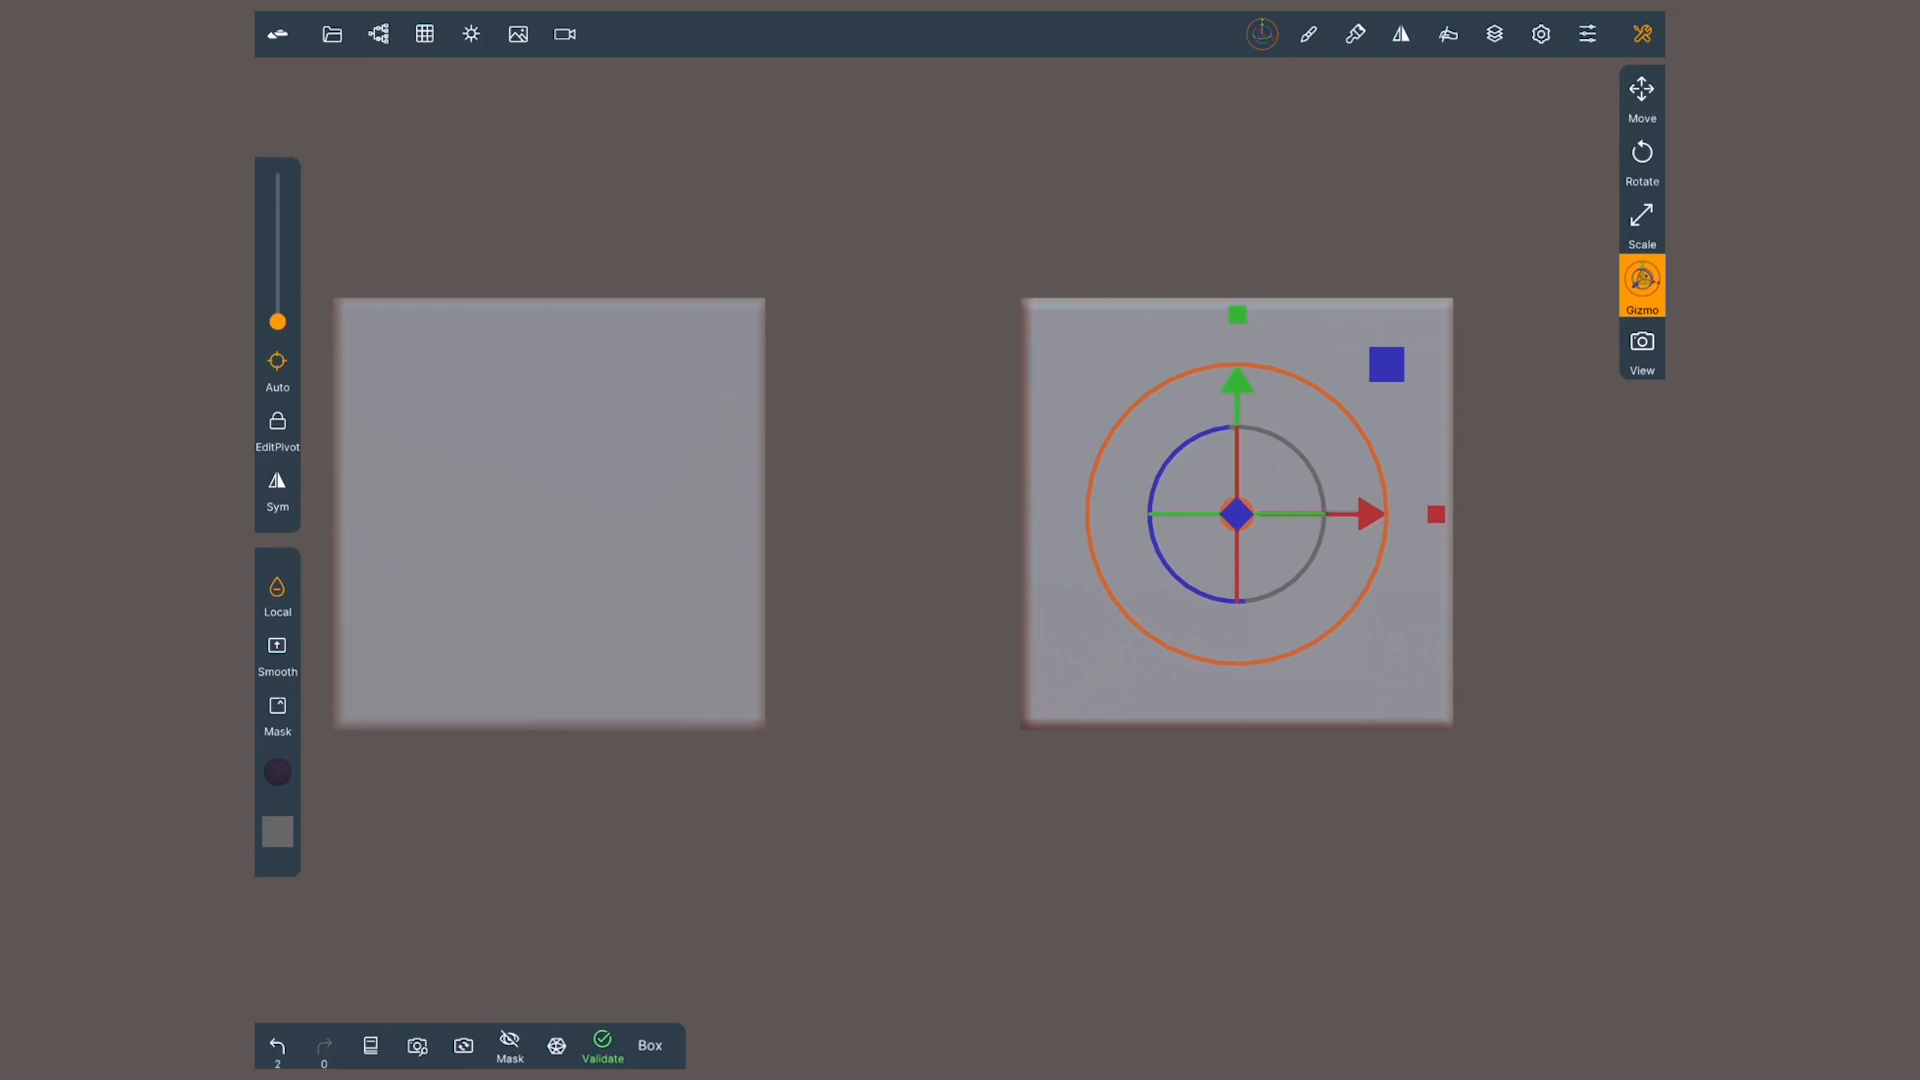 Move
Rotate
Scale
Gizmo
View
Auto
EditPivot
Sym
Local
Smooth
Mask
2
0
Mask
Validate
Box